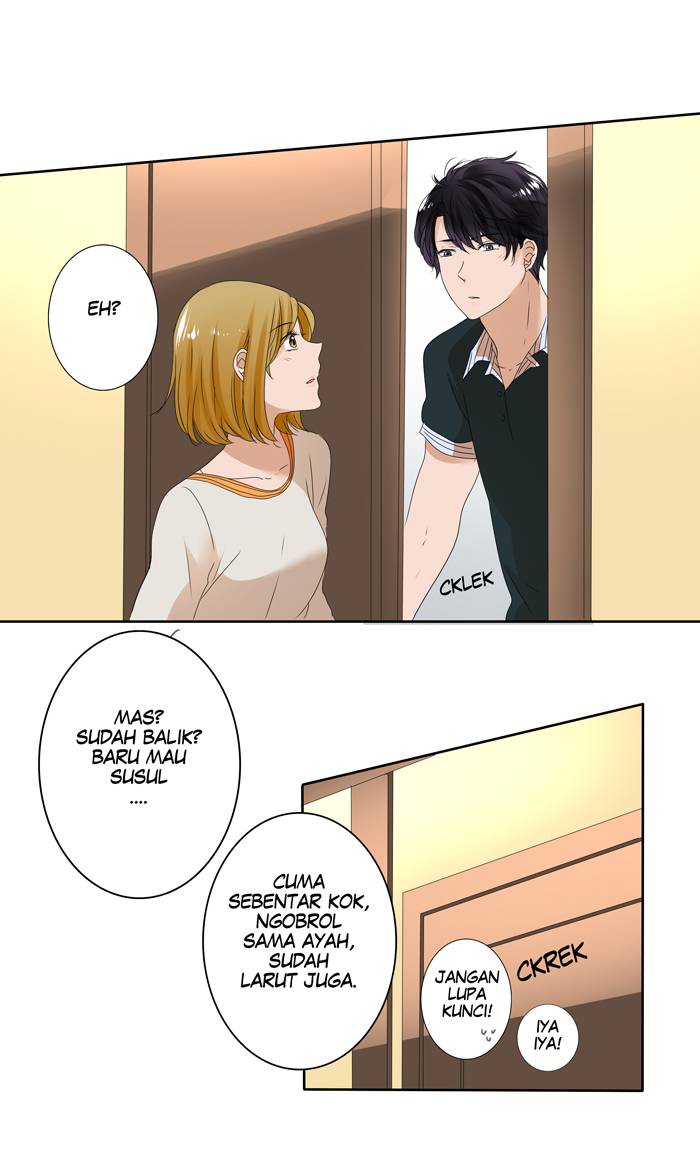 EH?
CKLEK
MAS?
SUDAH BALIK?
BARU MAU
SUSUL
....
CUMA
SEBENTAR KOK,
NGOBROL
SAMA AYAH,
SUDAH
LARUT JUGA.
CKREK
JANGAN
LUPA
KUNCI!
IYA
IYA!